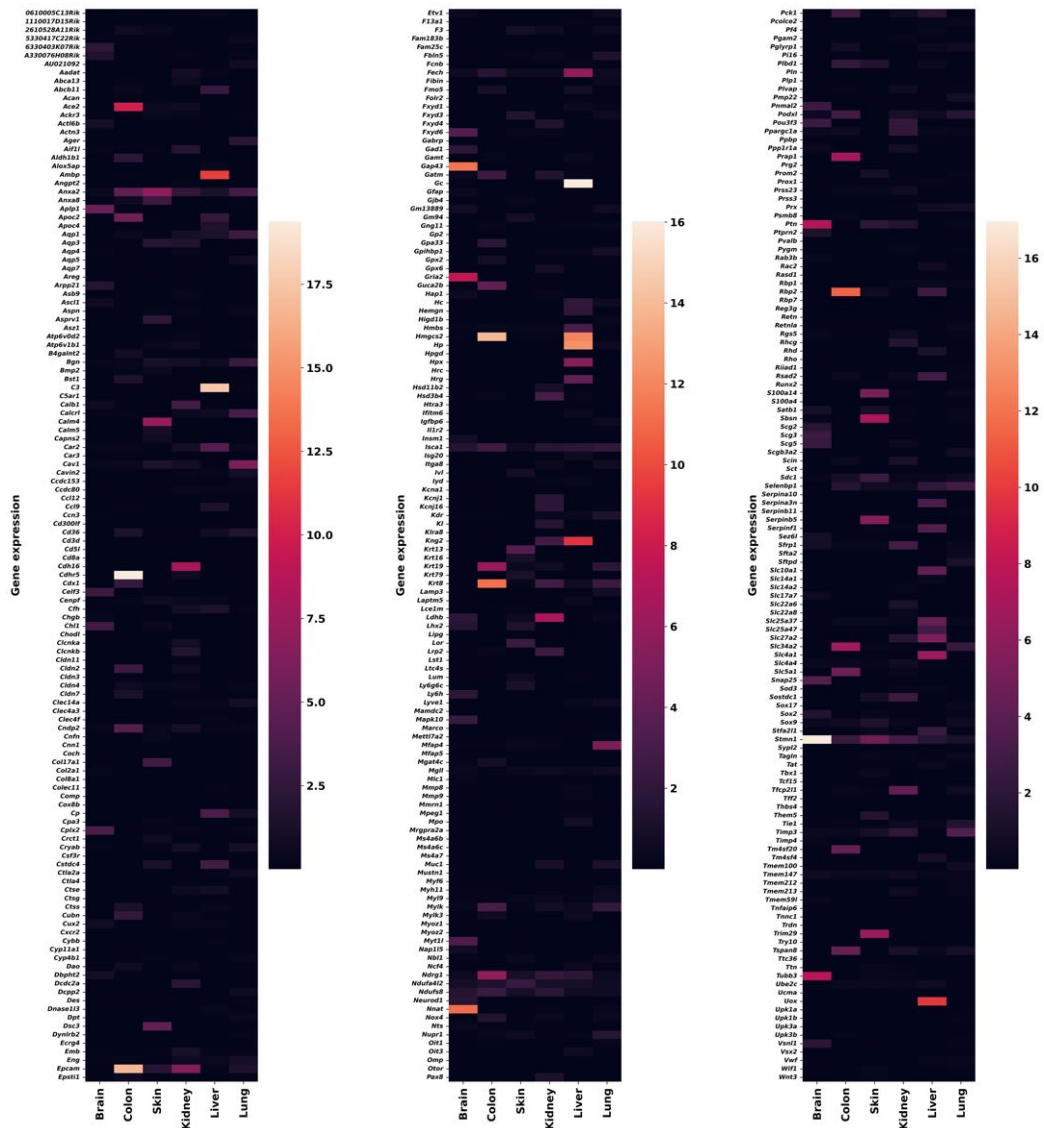 Gene expression
0610005C13Rik
1110017D15Rik
2610528A11Rik
5330417C22Rik
6330403K07Rik
A330076H08Rik
AU021092
Aadat
Abca13
Abcb11
Acan
Ace2
Ackr3
Actl6b
Actn3
Ager
Aif1l
Aldh1b1
Alox5ap
Ambp
Angpt2
Anxa2
Anxa8
Aplp1
Apoc2
Apoc4
Aqp1
Aqp3
Aqp4
Aqp5
Aqp7
Areg
Arpp21
Asb9
Ascl1
Aspn
Asprv1
Asz1
Atp6v0d2
Atp6v1b1
B4galnt2
Bgn
Bmp2
Bst1
C3
C5ar1
Calb1
Calcrl
Calm4
Calm5
Capns2
Car2
Car3
Cav1
Cavin2
Ccdc153
Ccdc80
Ccl12
Ccl9
Ccn3
Cd300lf
Cd36
Cd3d
Cd5l
Cd8a
Cdh16
Cdhr5
Cdx1
Celf3
Cenpf
Cfh
Chgb
Chl1
Chodl
Clcnka
Clcnkb
Cldn11
Cldn2
Cldn3
Cldn4
Cldn7
Clec14a
Clec4a3
Clec4f
Cndp2
Cnfn
Cnn1
Coch
Col17a1
Col2a1
Col8a1
Colec11
Comp
Cox8b
Cp
Cpa3
Cplx2
Crct1
Cryab
Csf3r
Cstdc4
Ctla2a
Ctla4
Ctse
Ctsg
Ctss
Cubn
Cux2
Cxcr2
Cybb
Cyp11a1
Cyp4b1
Dao
Dbpht2
Dcdc2a
Dcpp2
Des
Dnase1l3
Dpt
Dsc3
Dynlrb2
Ecrg4
Emb
Eng
Epcam
Epsti1
Brain
Colon
Skin
Kidney
Liver
Lung
17.5
15.0
12.5
10.0
7.5
5.0
2.5
Gene expression
Etv1
F13a1
F3
Fam183b
Fam25c
Fbln5
Fcnb
Fech
Fibin
Fmo5
Folr2
Fxyd1
Fxyd3
Fxyd4
Fxyd6
Gabrp
Gad1
Gamt
Gap43
Gatm
Gc
Gfap
Gjb4
Gm13889
Gm94
Gng11
Gp2
Gpa33
Gpihbp1
Gpx2
Gpx6
Gria2
Guca2b
Hap1
Hc
Hemgn
Higd1b
Hmbs
Hmgcs2
Hp
Hpgd
Hpx
Hrc
Hrg
Hsd11b2
Hsd3b4
Htra3
Ifitm6
Igfbp6
Il1r2
Insm1
Isca1
Isg20
Itga8
Ivl
Iyd
Kcna1
Kcnj1
Kcnj16
Kdr
Kl
Klra8
Kng2
Krt13
Krt16
Krt19
Krt79
Krt8
Lamp3
Laptm5
Lce1m
Ldhb
Lhx2
Lipg
Lor
Lrp2
Lst1
Ltc4s
Lum
Ly6g6c
Ly6h
Lyve1
Mamdc2
Mapk10
Marco
Mettl7a2
Mfap4
Mfap5
Mgat4c
Mgll
Mlc1
Mmp8
Mmp9
Mmrn1
Mpeg1
Mpo
Mrgpra2a
Ms4a6b
Ms4a6c
Ms4a7
Muc1
Mustn1
Myf6
Myh11
Myl9
Mylk
Mylk3
Myoz1
Myoz2
Myt1l
Nap1l5
Nbl1
Ncf4
Ndrg1
Ndufa4l2
Ndufs8
Neurod1
Nnat
Nox4
Nts
Nupr1
Oit1
Oit3
Omp
Otor
Pax8
Brain
Colon
Skin
Kidney
Liver
Lung
16
14
12
10
8
6
4
2
Gene expression
Pck1
Pcolce2
Pf4
Pgam2
Pglyrp1
Pi16
Plbd1
Pln
Plp1
Plvap
Pmp22
Pnmal2
Podxl
Pou3f3
Ppargc1a
Ppbp
Ppp1r1a
Prap1
Prg2
Prom2
Prox1
Prss23
Prss3
Prx
Psmb8
Ptn
Ptprn2
Pvalb
Pygm
Rab3b
Rac2
Rasd1
Rbp1
Rbp2
Rbp7
Reg3g
Retn
Retnla
Rgs5
Rhcg
Rhd
Rho
Riiad1
Rsad2
Runx2
S100a14
S100a4
Satb1
Sbsn
Scg2
Scg3
Scg5
Scgb3a2
Scin
Sct
Sdc1
Selenbp1
Serpina10
Serpina3n
Serpinb11
Serpinb5
Serpinf1
Sez6l
Sfrp1
Sfta2
Sftpd
Slc10a1
Slc14a1
Slc14a2
Slc17a7
Slc22a6
Slc22a8
Slc25a37
Slc25a47
Slc27a2
Slc34a2
Slc4a1
Slc4a4
Slc5a1
Snap25
Sod3
Sostdc1
Sox17
Sox2
Sox9
Stfa2l1
Stmn1
Sypl2
Tagln
Tat
Tbx1
Tcf15
Tfcp2l1
Tff2
Thbs4
Them5
Tie1
Timp3
Timp4
Tm4sf20
Tm4sf4
Tmem100
Tmem147
Tmem212
Tmem213
Tmem59l
Tnfaip6
Tnnc1
Trdn
Trim29
Try10
Tspan8
Ttc36
Ttn
Tubb3
Ube2c
Ucma
Uox
Upk1a
Upk1b
Upk3a
Upk3b
Vsnl1
Vsx2
Vwf
Wif1
Wnt3
Brain
Colon
Skin
Kidney
Liver
Lung
16
14
12
10
8
6
4
2